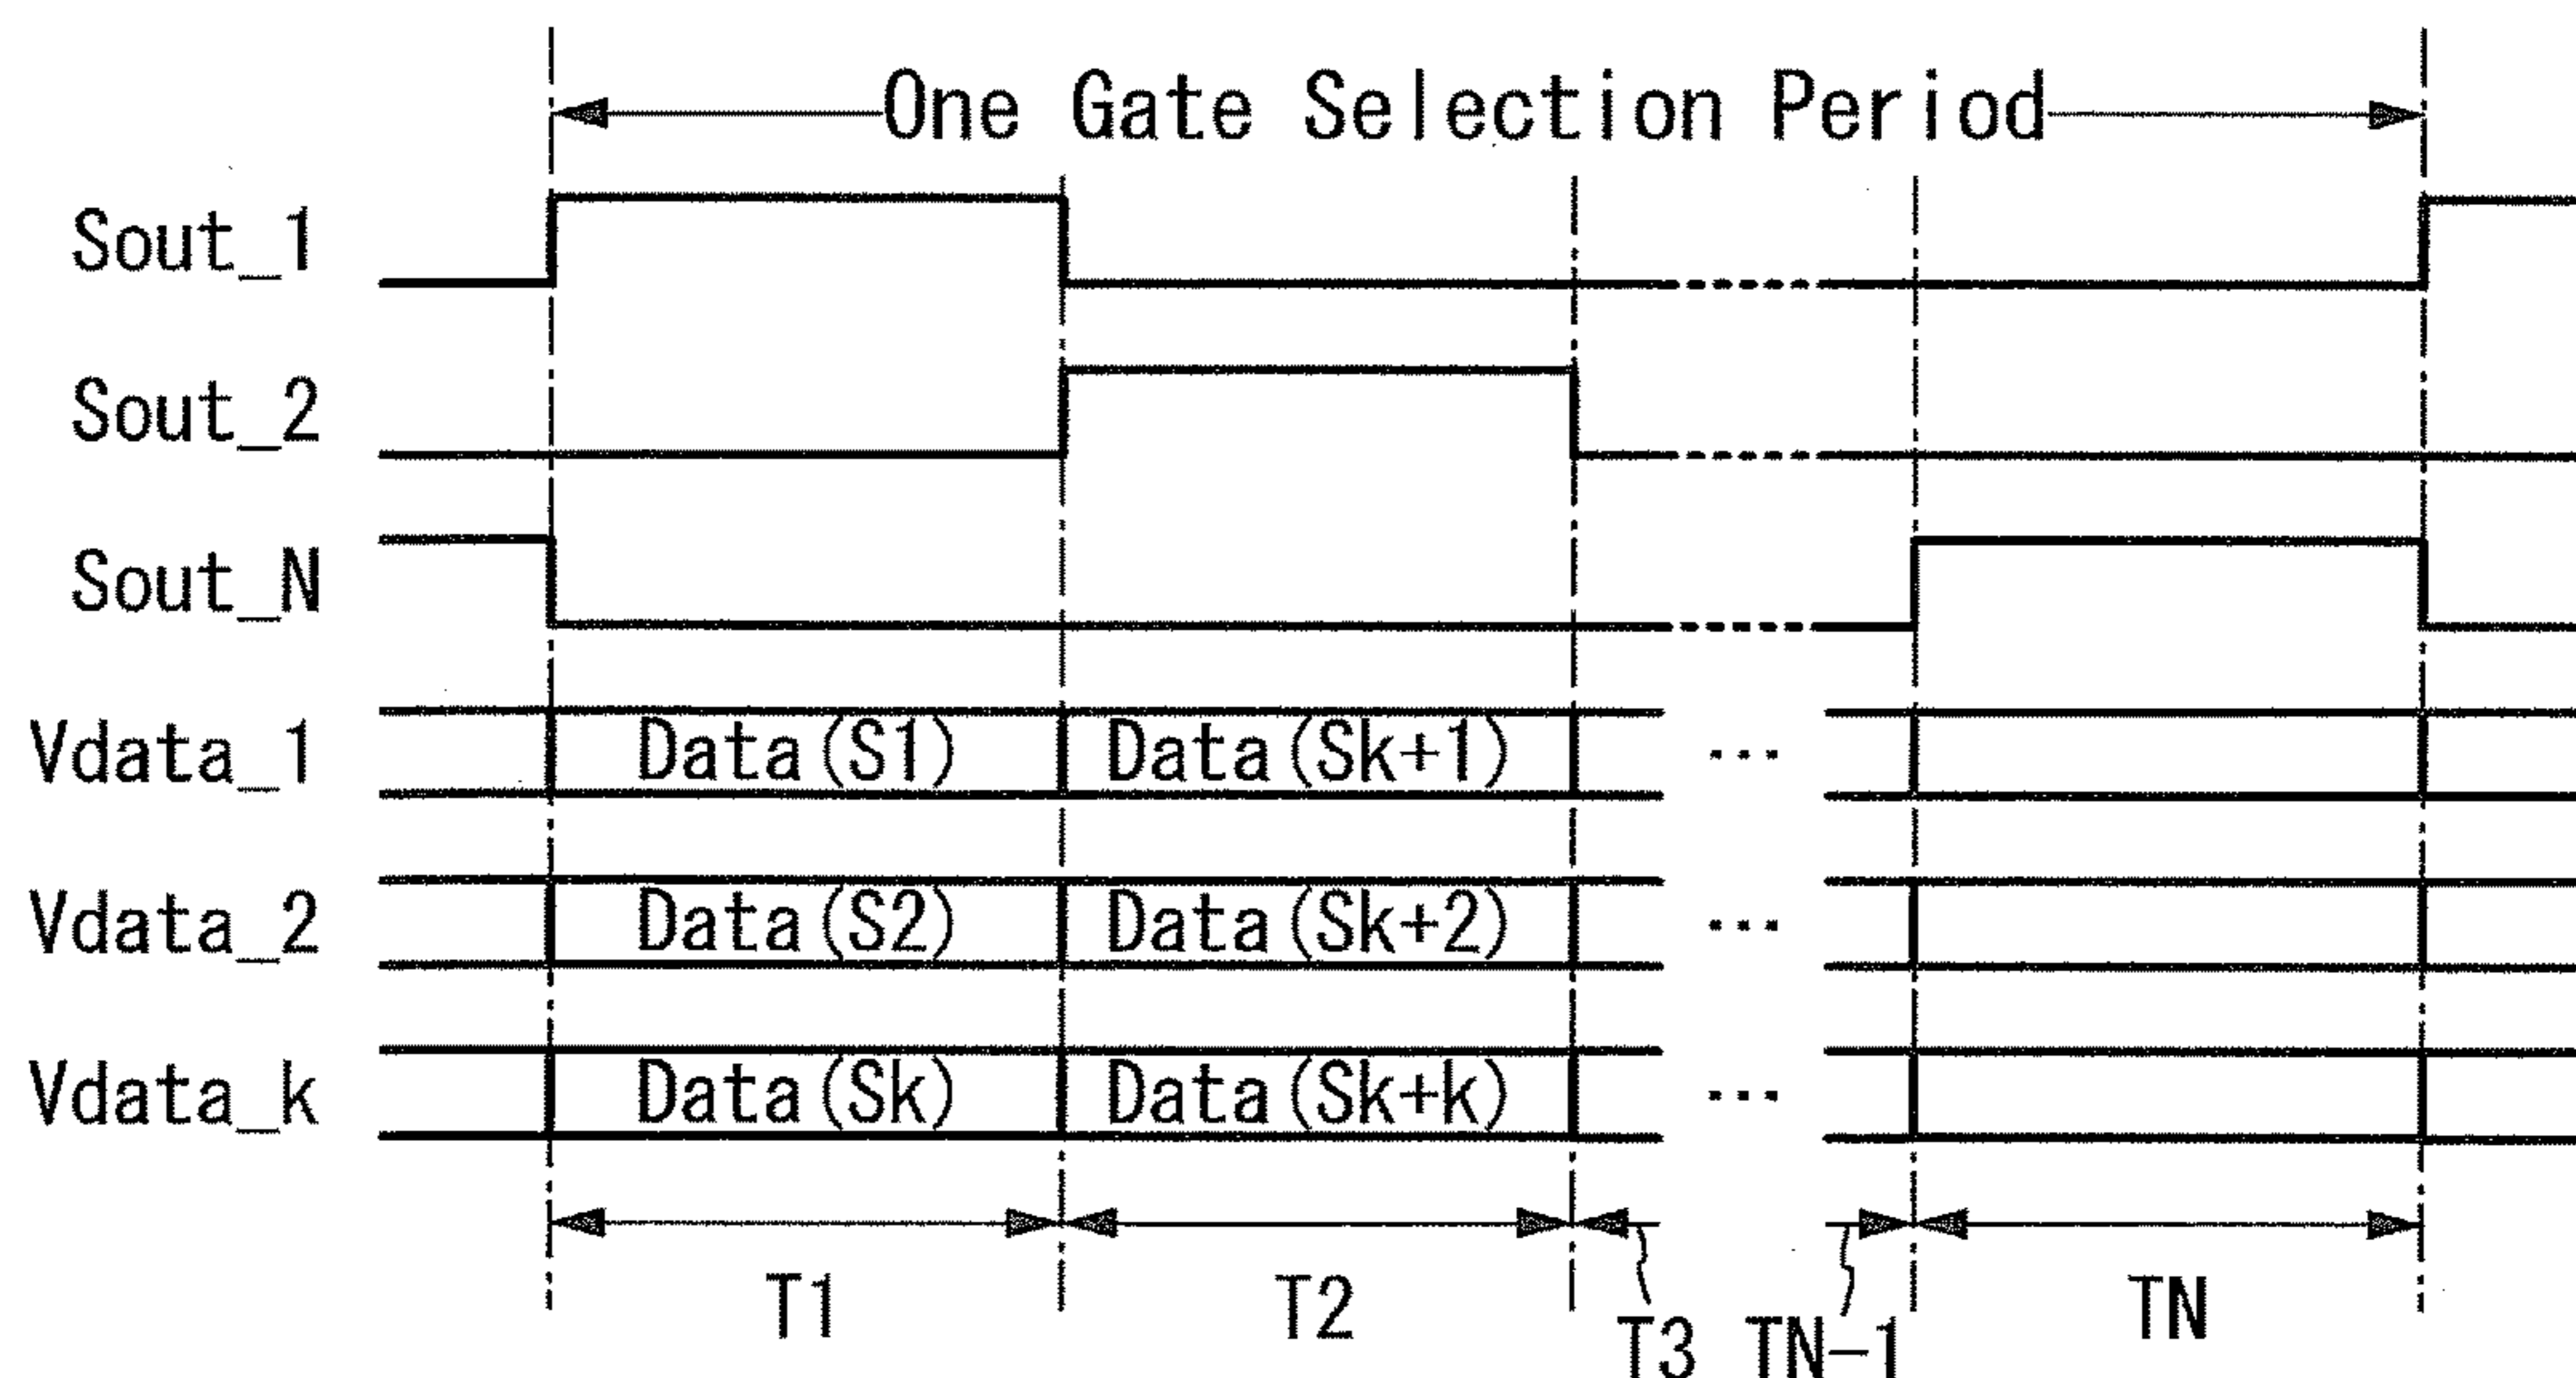 One Gate Selection Period
Sout_1
Sout_2
Sout_N
Vdata_1 Data(S1) Data(Sk+1) ...
Vdata_2 Data(S2) Data(Sk+2) ...
Vdata_k Data(Sk) Data(Sk+k) ...
T1 T2 T3 TN-1 TN